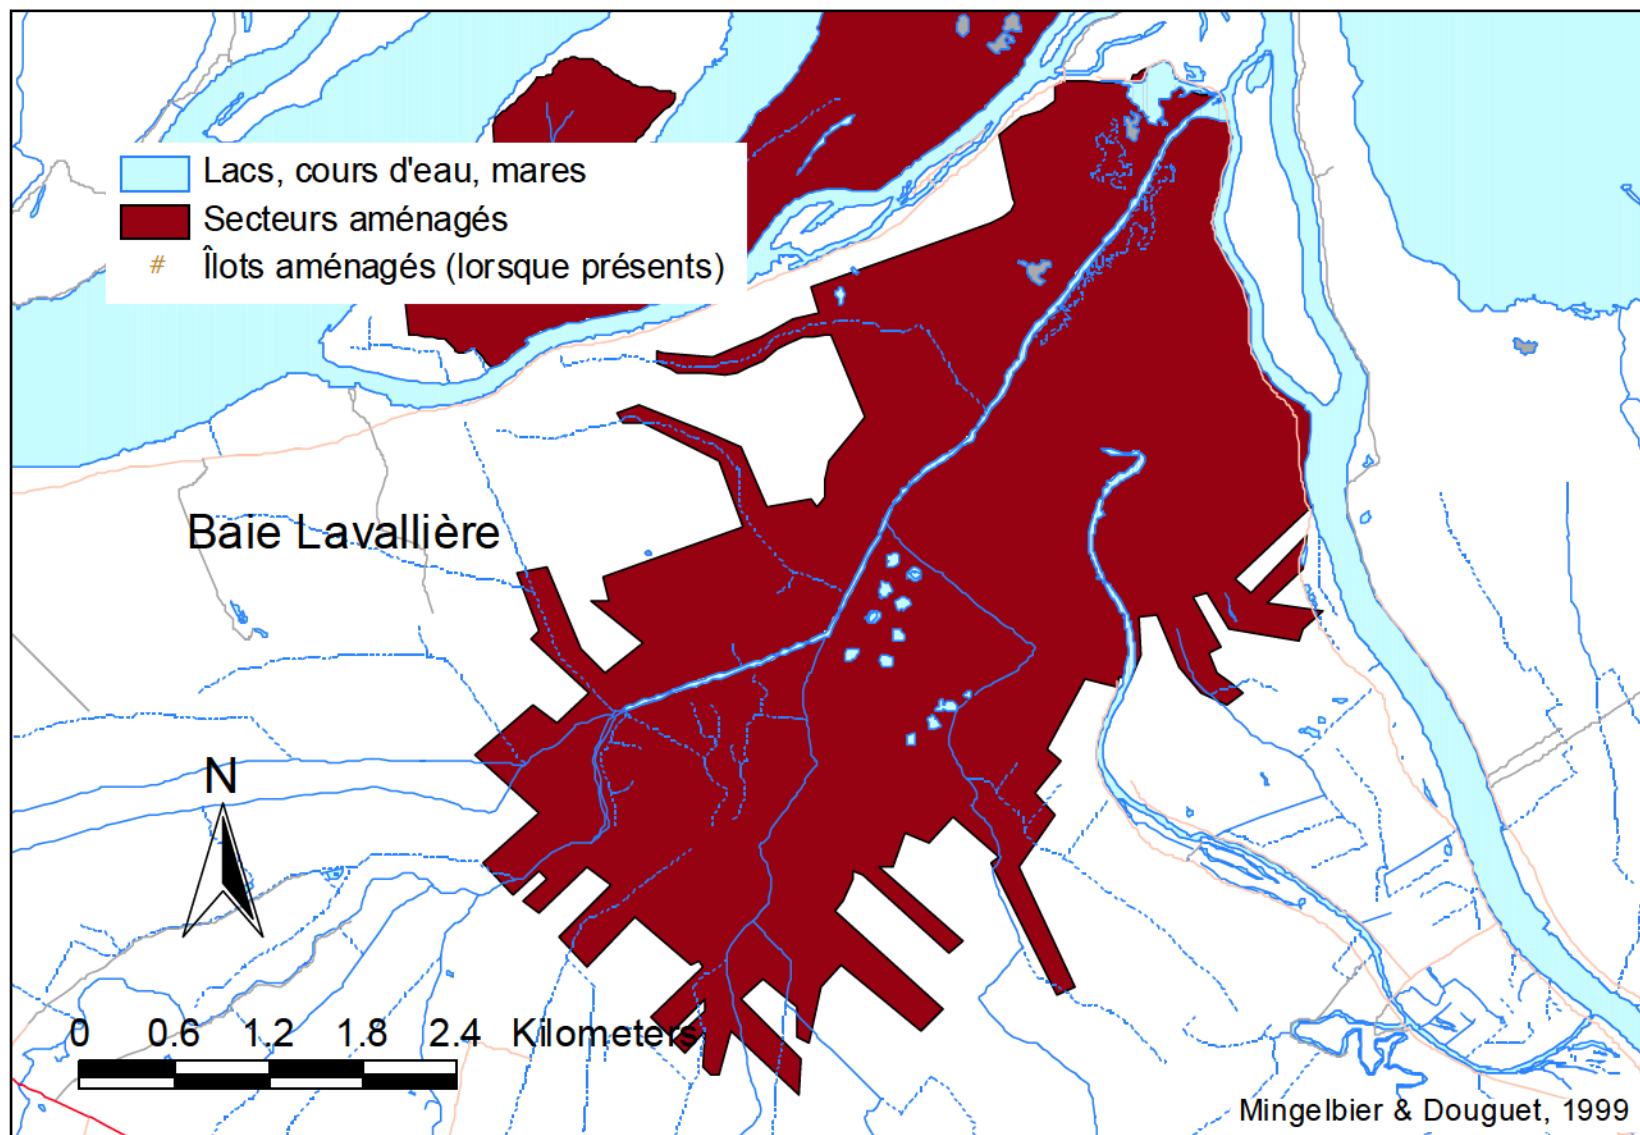 Lacs, cours d'eau, mares
Secteurs aménagés
# Îlots aménagés (lorsque présents)
Baie Lavallière
N
0 0.6 1.2 1.8 2.4 Kilometers
Mingelbier & Douguet, 1999